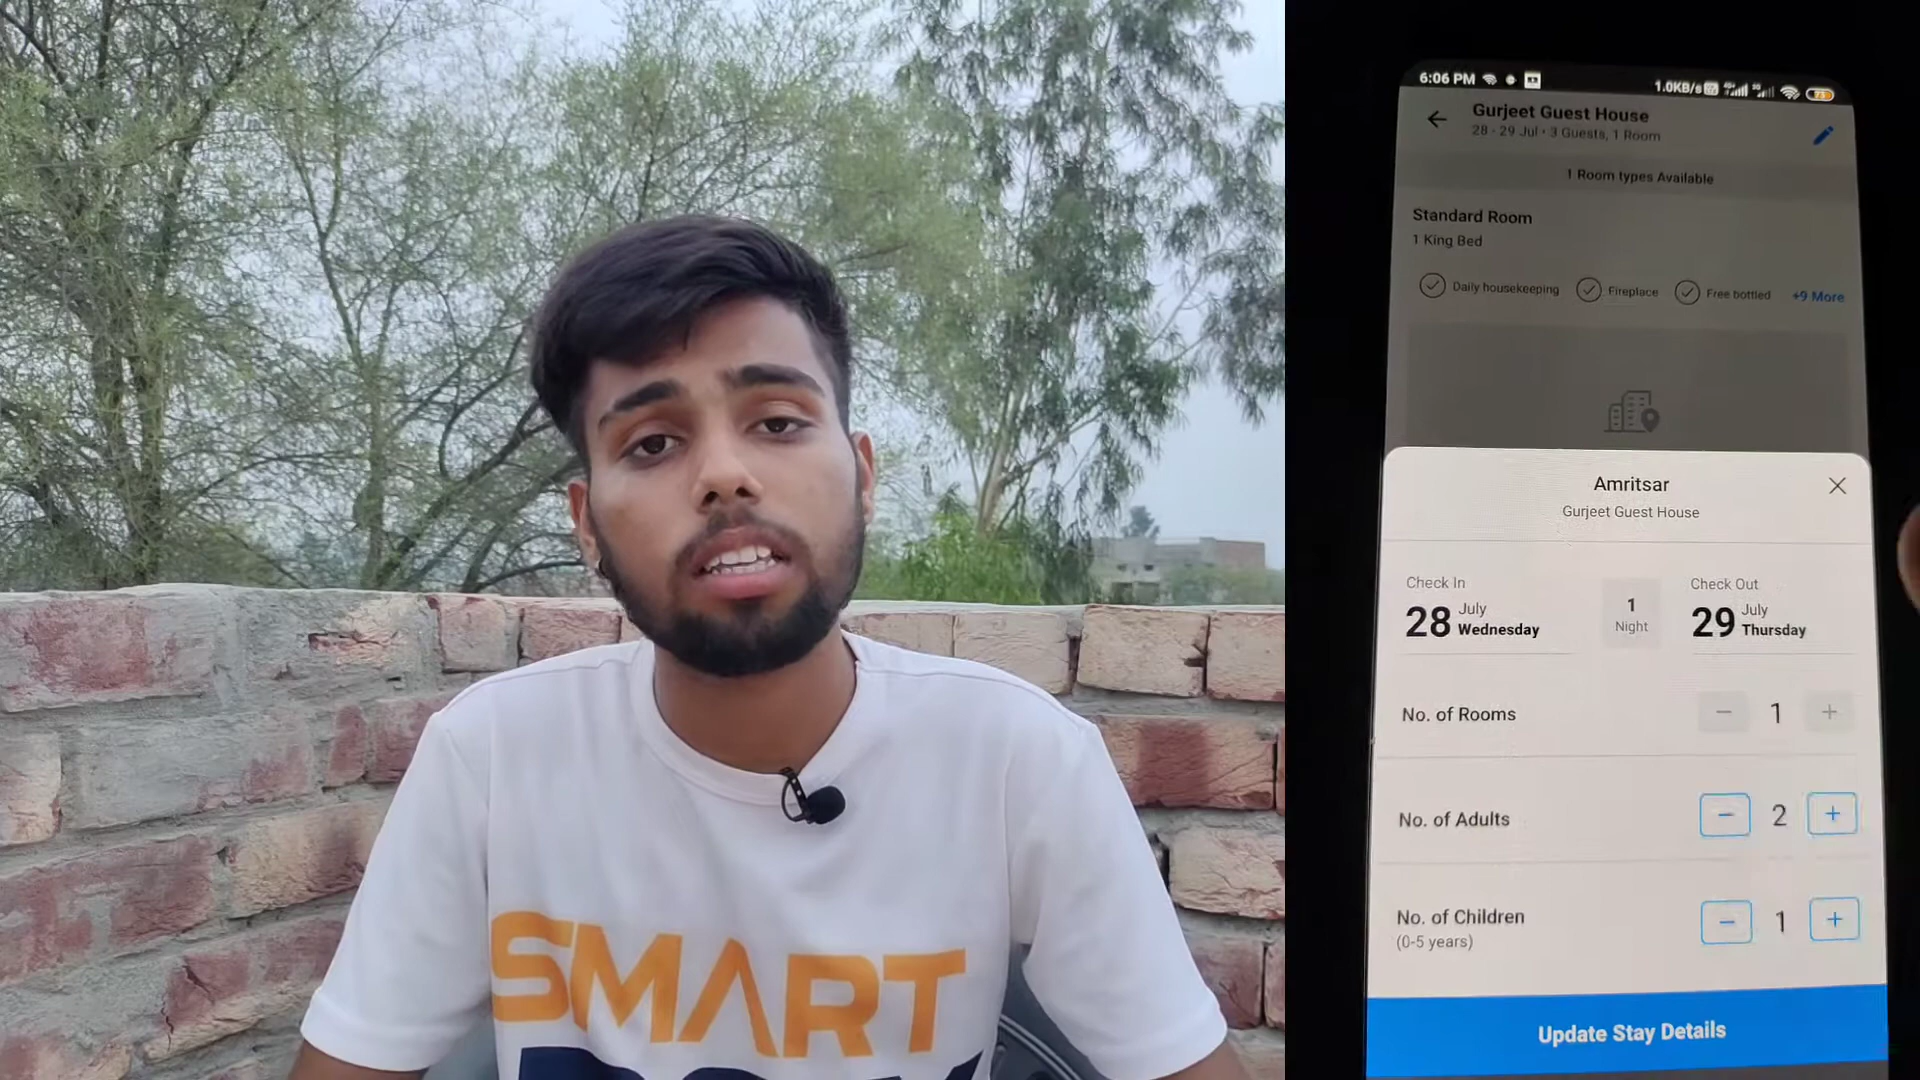 SMART
6:06 PM
1.0KB/s
73
Gurjeet Guest House
28 - 29 Jul • 3 Guests, 1 Room
1 Room types Available
Standard Room
1 King Bed
Daily housekeeping
Fireplace
Free bottled
+9 More
Amritsar
Gurjeet Guest House
Check In
28 July Wednesday
1 Night
Check Out
29 July Thursday
No. of Rooms
− 1 +
No. of Adults
− 2 +
No. of Children
(0-5 years)
− 1 +
Update Stay Details